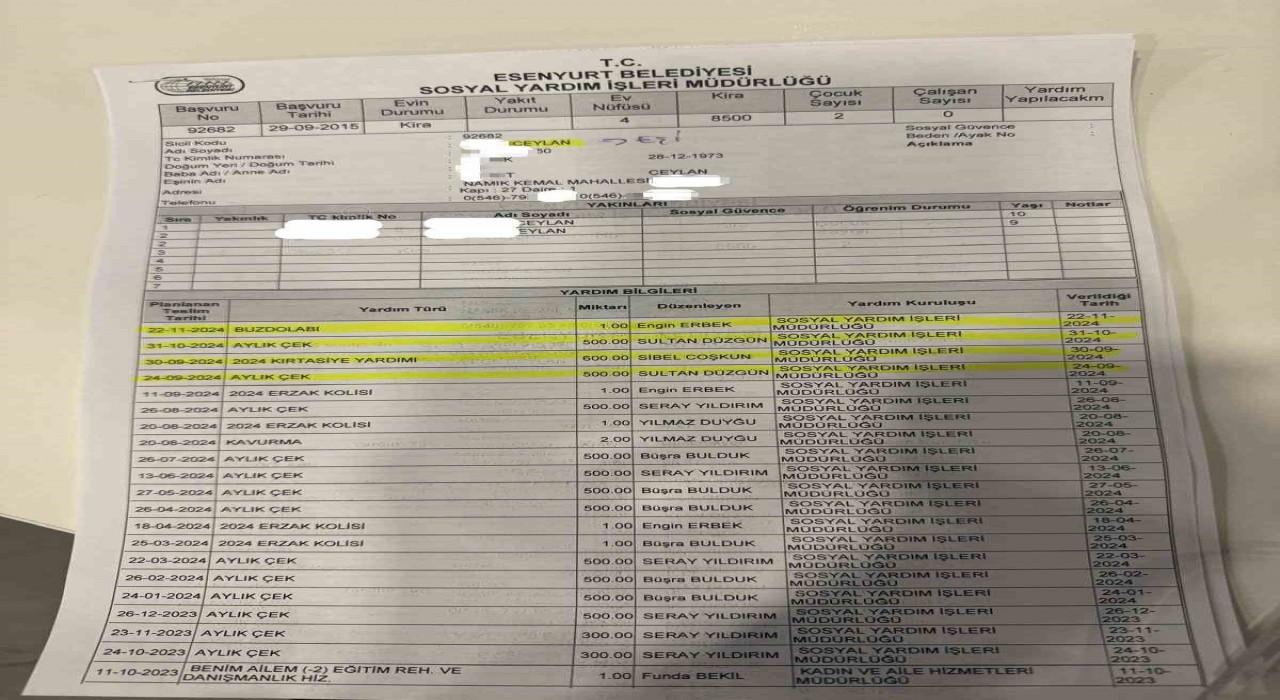 T.C.
ESENYURT BELEDİYESİ
SOSYAL YARDIM İŞLERİ MÜDÜRLÜĞÜ
Başvuru No Başvuru Tarihi Evin Durumu Yakıt Durumu Ev Nüfüsü Kira Çocuk Sayısı Çalışan Sayısı Yardım Yapılacakm
92682 29-09-2015 Kira 4 8500 2 0
Sicil Kodu : 92682 Sosyal Güvence :
Adı Soyadı : CEYLAN Beden /Ayak No :
Tc Kimlik Numarası : 50 Açıklama
Doğum Yeri / Doğum Tarihi : K 28-12-1973
Baba Adı / Anne Adı
Eşinin Adı : T CEYLAN
Adresi : NAMIK KEMAL MAHALLESİ
Kapı : 27
Telefonu : 0(546)-79 0(546)-
YAKINLARI
Sıra Yakınlık TC Kimlik No Adı Soyadı Sosyal Güvence Öğrenim Durumu Yaşı Notlar
1 CEYLAN 10
2 CEYLAN 9
2
3
4
5
6
7
YARDIM BİLGİLERİ
Planlanan Teslim Tarihi Yardım Türü Miktarı Düzenleyen Yardım Kuruluşu Verildiği Tarih
22-11-2024 BUZDOLABI 1.00 Engin ERBEK SOSYAL YARDIM İŞLERİ MÜDÜRLÜĞÜ 22-11-2024
31-10-2024 AYLIK ÇEK 500.00 SULTAN DÜZGÜN SOSYAL YARDIM İŞLERİ MÜDÜRLÜĞÜ 31-10-2024
30-09-2024 2024 KIRTASİYE YARDIMI 600.00 SİBEL COŞKUN SOSYAL YARDIM İŞLERİ MÜDÜRLÜĞÜ 30-09-2024
24-09-2024 AYLIK ÇEK 500.00 SULTAN DÜZGÜN SOSYAL YARDIM İŞLERİ MÜDÜRLÜĞÜ 24-09-2024
11-09-2024 2024 ERZAK KOLİSİ 1.00 Engin ERBEK SOSYAL YARDIM İŞLERİ MÜDÜRLÜĞÜ 11-09-2024
26-08-2024 AYLIK ÇEK 500.00 SERAY YILDIRIM SOSYAL YARDIM İŞLERİ MÜDÜRLÜĞÜ 26-08-2024
20-08-2024 2024 ERZAK KOLİSİ 1.00 YILMAZ DUYĞU SOSYAL YARDIM İŞLERİ MÜDÜRLÜĞÜ 20-08-2024
20-08-2024 KAVURMA 2.00 YILMAZ DUYĞU SOSYAL YARDIM İŞLERİ MÜDÜRLÜĞÜ 20-08-2024
26-07-2024 AYLIK ÇEK 500.00 Büşra BULDUK SOSYAL YARDIM İŞLERİ MÜDÜRLÜĞÜ 26-07-2024
13-06-2024 AYLIK ÇEK 500.00 SERAY YILDIRIM SOSYAL YARDIM İŞLERİ MÜDÜRLÜĞÜ 13-06-2024
27-05-2024 AYLIK ÇEK 500.00 Büşra BULDUK SOSYAL YARDIM İŞLERİ MÜDÜRLÜĞÜ 27-05-2024
26-04-2024 AYLIK ÇEK 500.00 Büşra BULDUK SOSYAL YARDIM İŞLERİ MÜDÜRLÜĞÜ 26-04-2024
18-04-2024 2024 ERZAK KOLİSİ 1.00 Engin ERBEK SOSYAL YARDIM İŞLERİ MÜDÜRLÜĞÜ 18-04-2024
25-03-2024 2024 ERZAK KOLİSİ 1.00 Büşra BULDUK SOSYAL YARDIM İŞLERİ MÜDÜRLÜĞÜ 25-03-2024
22-03-2024 AYLIK ÇEK 500.00 SERAY YILDIRIM SOSYAL YARDIM İŞLERİ MÜDÜRLÜĞÜ 22-03-2024
26-02-2024 AYLIK ÇEK 500.00 Büşra BULDUK SOSYAL YARDIM İŞLERİ MÜDÜRLÜĞÜ 26-02-2024
24-01-2024 AYLIK ÇEK 500.00 Büşra BULDUK SOSYAL YARDIM İŞLERİ MÜDÜRLÜĞÜ 24-01-2024
26-12-2023 AYLIK ÇEK 500.00 SERAY YILDIRIM SOSYAL YARDIM İŞLERİ MÜDÜRLÜĞÜ 26-12-2023
23-11-2023 AYLIK ÇEK 300.00 SERAY YILDIRIM SOSYAL YARDIM İŞLERİ MÜDÜRLÜĞÜ 23-11-2023
24-10-2023 AYLIK ÇEK 300.00 SERAY YILDIRIM SOSYAL YARDIM İŞLERİ MÜDÜRLÜĞÜ 24-10-2023
11-10-2023 BENİM AİLEM (-2) EĞİTİM REH. VE DANIŞMANLIK HİZ. 1.00 Funda BEKİL KADIN VE AİLE HİZMETLERİ MÜDÜRLÜĞÜ 11-10-2023